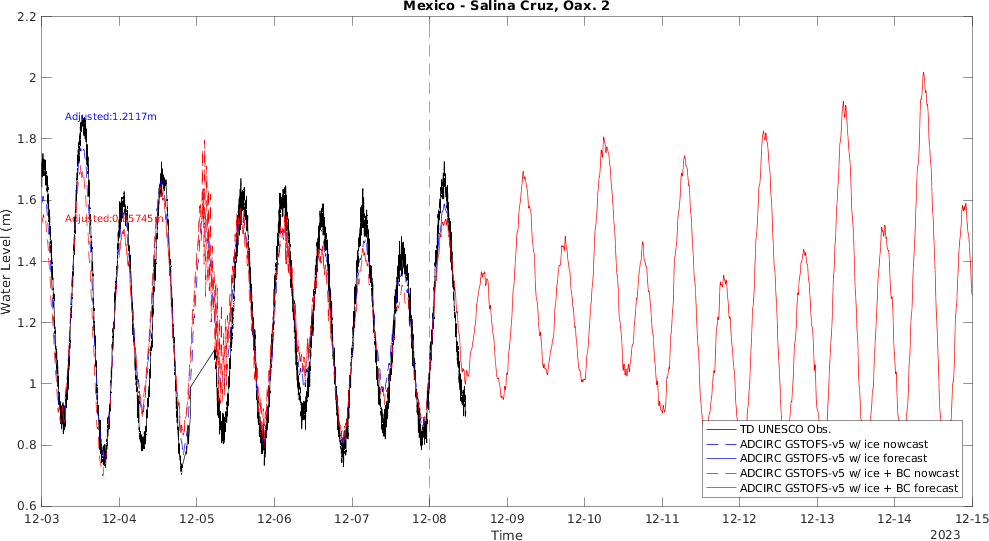 Mexico - Salina Cruz, Oax. 2
2.2
2
1.8
1.6
1.4
1.2
1
0.8
0.6
Water Level (m)
Adjusted:1.2117m
TD UNESCO Obs.
ADCIRC GSTOFS-v5 w/ ice nowcast
ADCIRC GSTOFS-v5 w/ ice forecast
ADCIRC GSTOFS-v5 w/ ice + BC nowcast
ADCIRC GSTOFS-v5 w/ ice + BC forecast
12-03 12-04 12-05 12-06 12-07 12-08 12-09 12-10 12-11 12-12 12-13 12-14 12-15
Time
2023